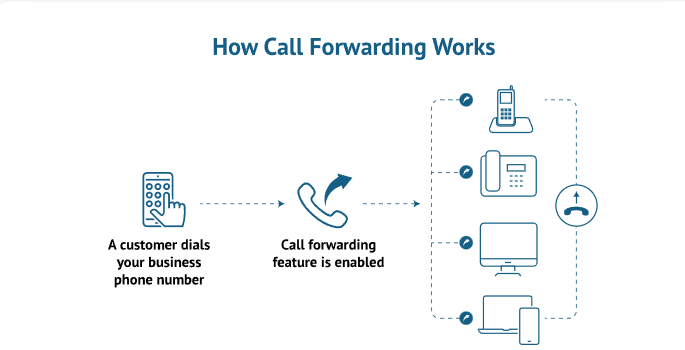 How Call Forwarding Works
A customer dials
your business
phone number
Call forwarding
feature is enabled